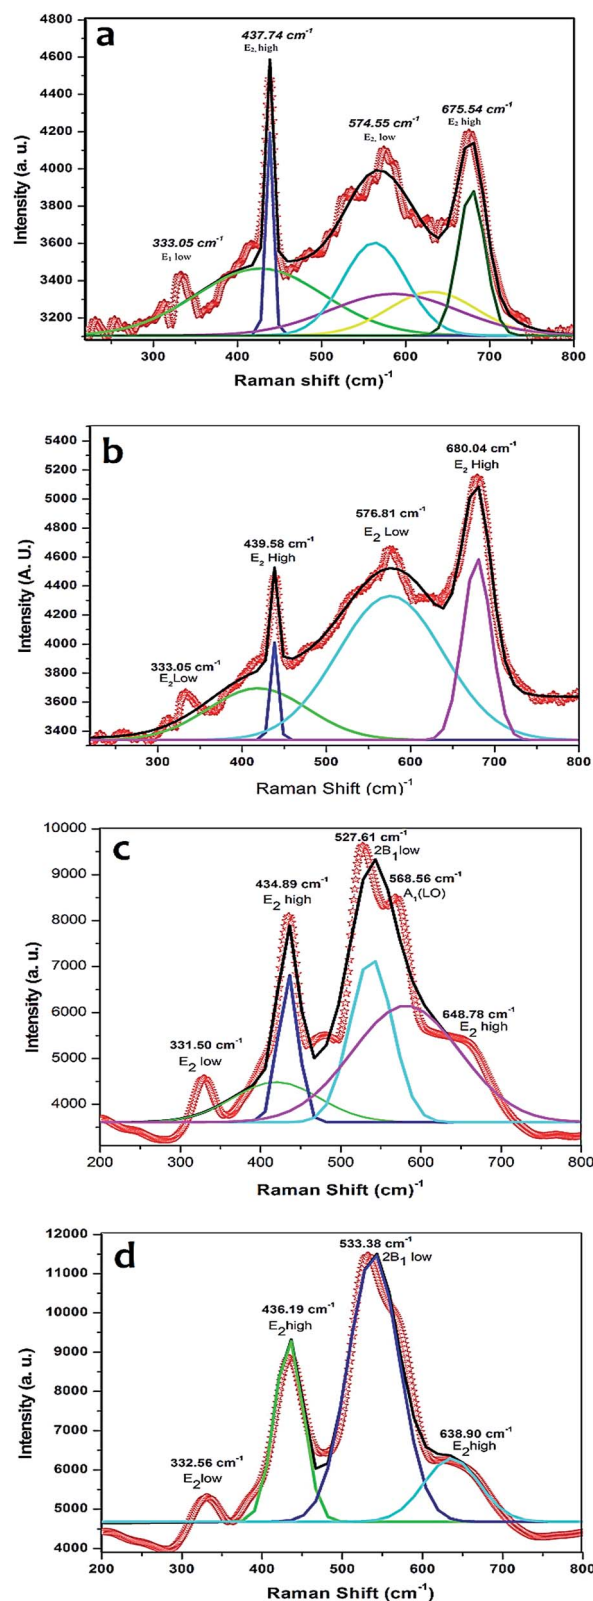 a
437.74 cm-1
E2, high
675.54 cm-1
E2 high
574.55 cm-1
E2, low
333.05 cm-1
E1 low
4800
4600
4400
4200
4000
3800
3600
3400
3200
Intensity (a. u.)
300 400 500 600 700 800
Raman shift (cm)-1
b
680.04 cm-1
E2 High
576.81 cm-1
E2 Low
439.58 cm-1
E2 High
333.05 cm-1
E2Low
5400
5200
5000
4800
4600
4400
4200
4000
3800
3600
3400
Intensity (A. U.)
300 400 500 600 700 800
Raman Shift (cm)-1
c
527.61 cm-1
2B1 low
568.56 cm-1
A1(LO)
434.89 cm-1
E2 high
648.78 cm-1
E2 high
331.50 cm-1
E2 low
10000
9000
8000
7000
6000
5000
4000
Intensity (a. u.)
200 300 400 500 600 700 800
Raman Shift (cm)-1
d
533.38 cm-1
2B1 low
436.19 cm-1
E2high
638.90 cm-1
E2high
332.56 cm-1
E2low
12000
11000
10000
9000
8000
7000
6000
5000
4000
Intensity (a. u.)
200 300 400 500 600 700 800
Raman Shift (cm-1)